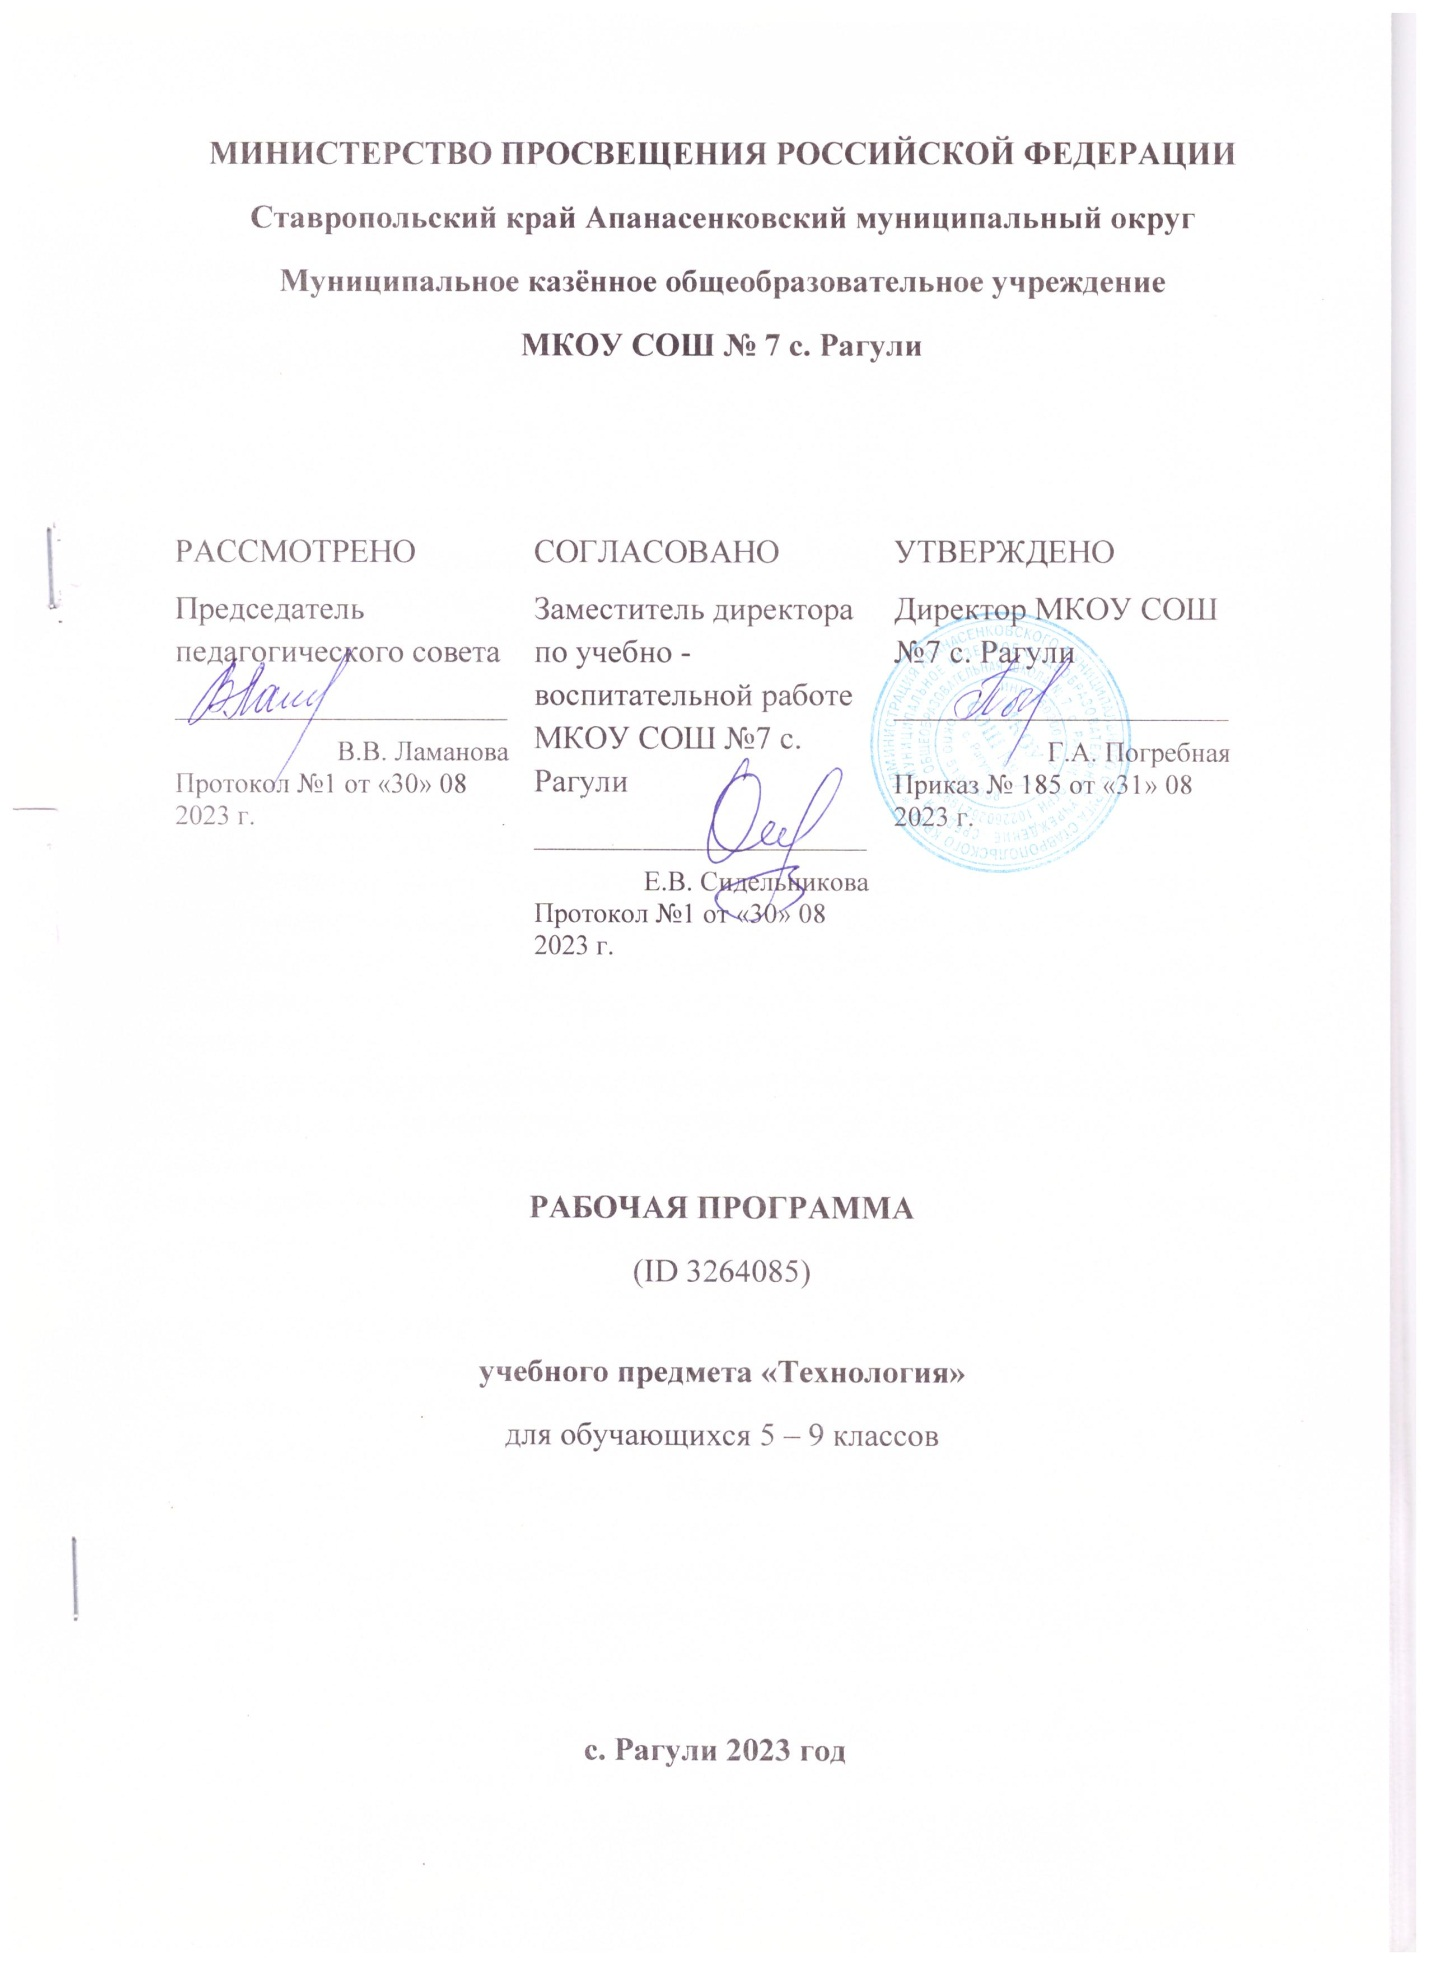 МИНИСТЕРСТВО ПРОСВЕЩЕНИЯ РОССИЙСКОЙ ФЕДЕРАЦИИ
Ставропольский край Апанасенковский муниципальный округ
Муниципальное казённое общеобразовательное учреждение
МКОУ СОШ № 7 с. Рагули
РАССМОТРЕНО
Председатель
педагогического совета
В.В. Ламанова
Протокол №1 от «30» 08
2023 г.
СОГЛАСОВАНО
Заместитель директора
по учебно -
воспитательной работе
МКОУ СОШ №7 с.
Рагули
Е.В. Сидельникова
Протокол №1 от «30» 08
2023 г.
УТВЕРЖДЕНО
Директор МКОУ СОШ
№7 с. Рагули
Г.А. Погребная
Приказ № 185 от «31» 08
2023 г.
РАБОЧАЯ ПРОГРАММА
(ID 3264085)
учебного предмета «Технология»
для обучающихся 5 – 9 классов
с. Рагули 2023 год